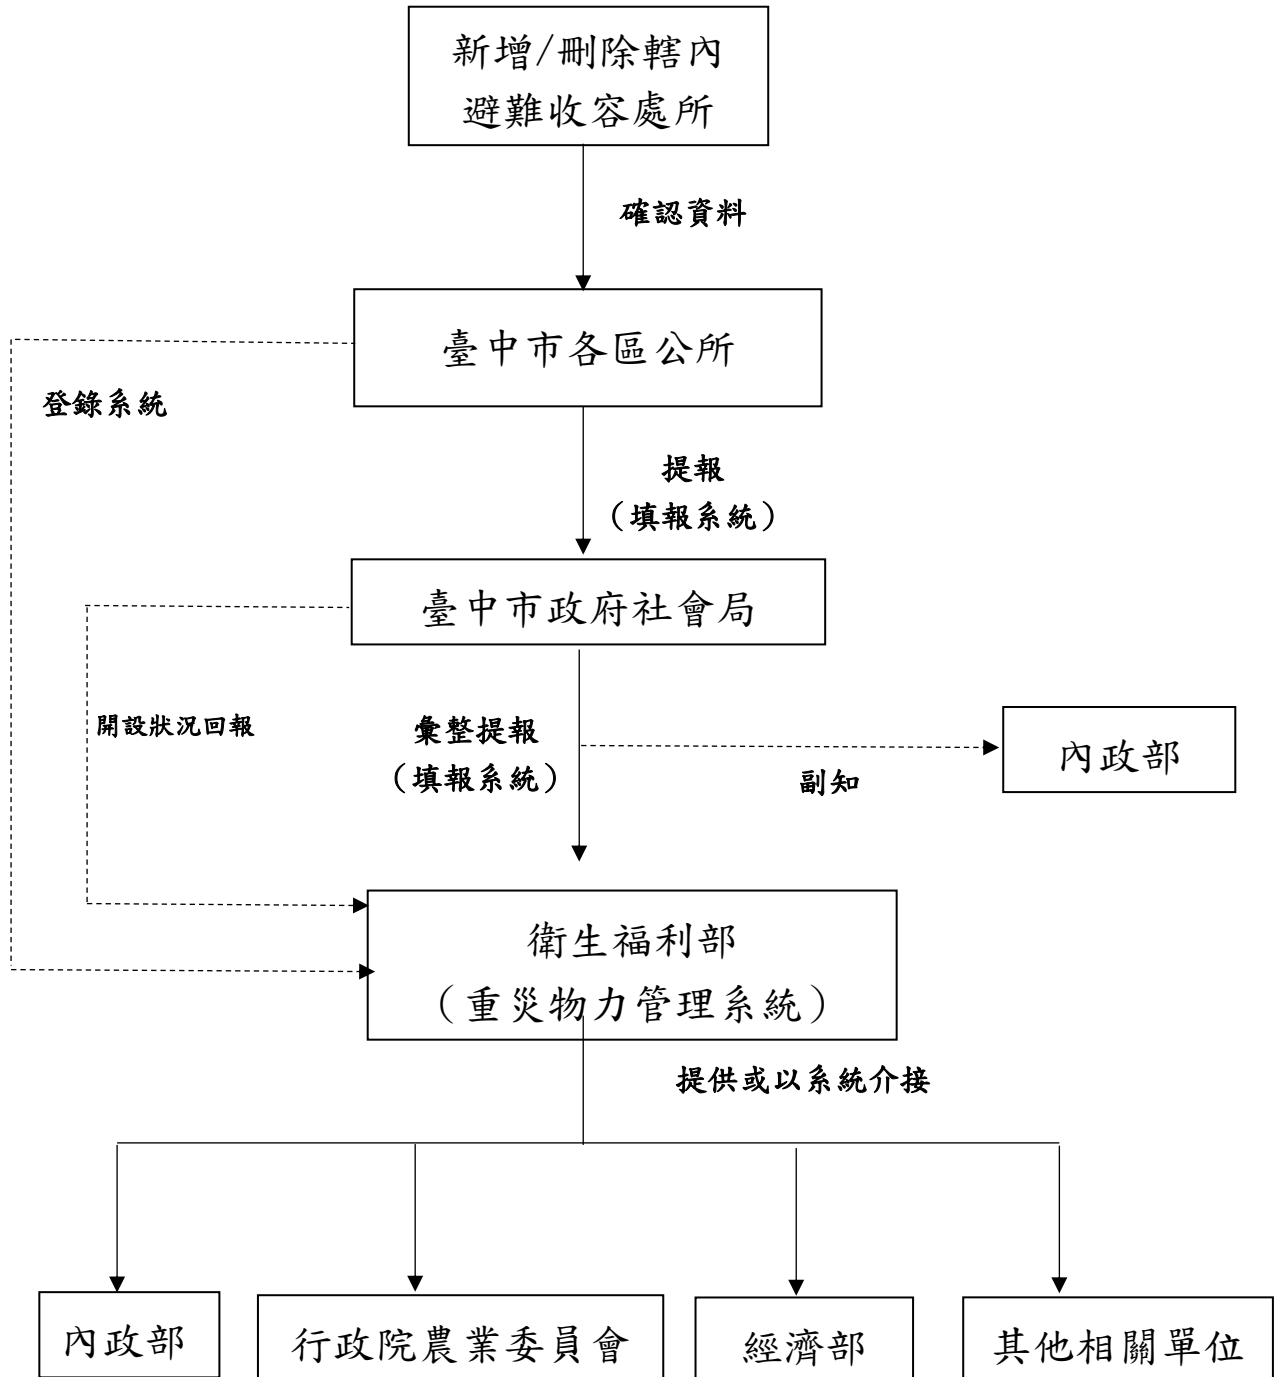 新增/刪除轄內
避難收容處所
確認資料
臺中市各區公所
登錄系統
提報
（填報系統）
臺中市政府社會局
開設狀況回報
彙整提報
（填報系統）
副知
內政部
衛生福利部
（重災物力管理系統）
提供或以系統介接
內政部
行政院農業委員會
經濟部
其他相關單位